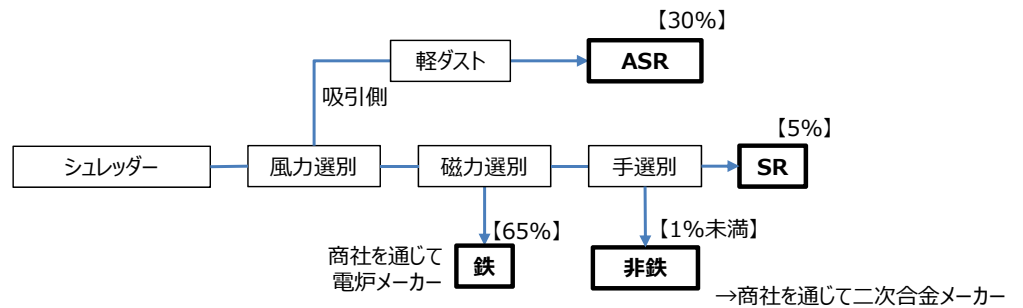 【30%】
軽ダスト
ASR
吸引側
【5%】
シュレッダー
風力選別
磁力選別
手選別
SR
【65%】
【1%未満】
商社を通じて
電炉メーカー
鉄
非鉄
→商社を通じて二次合金メーカー